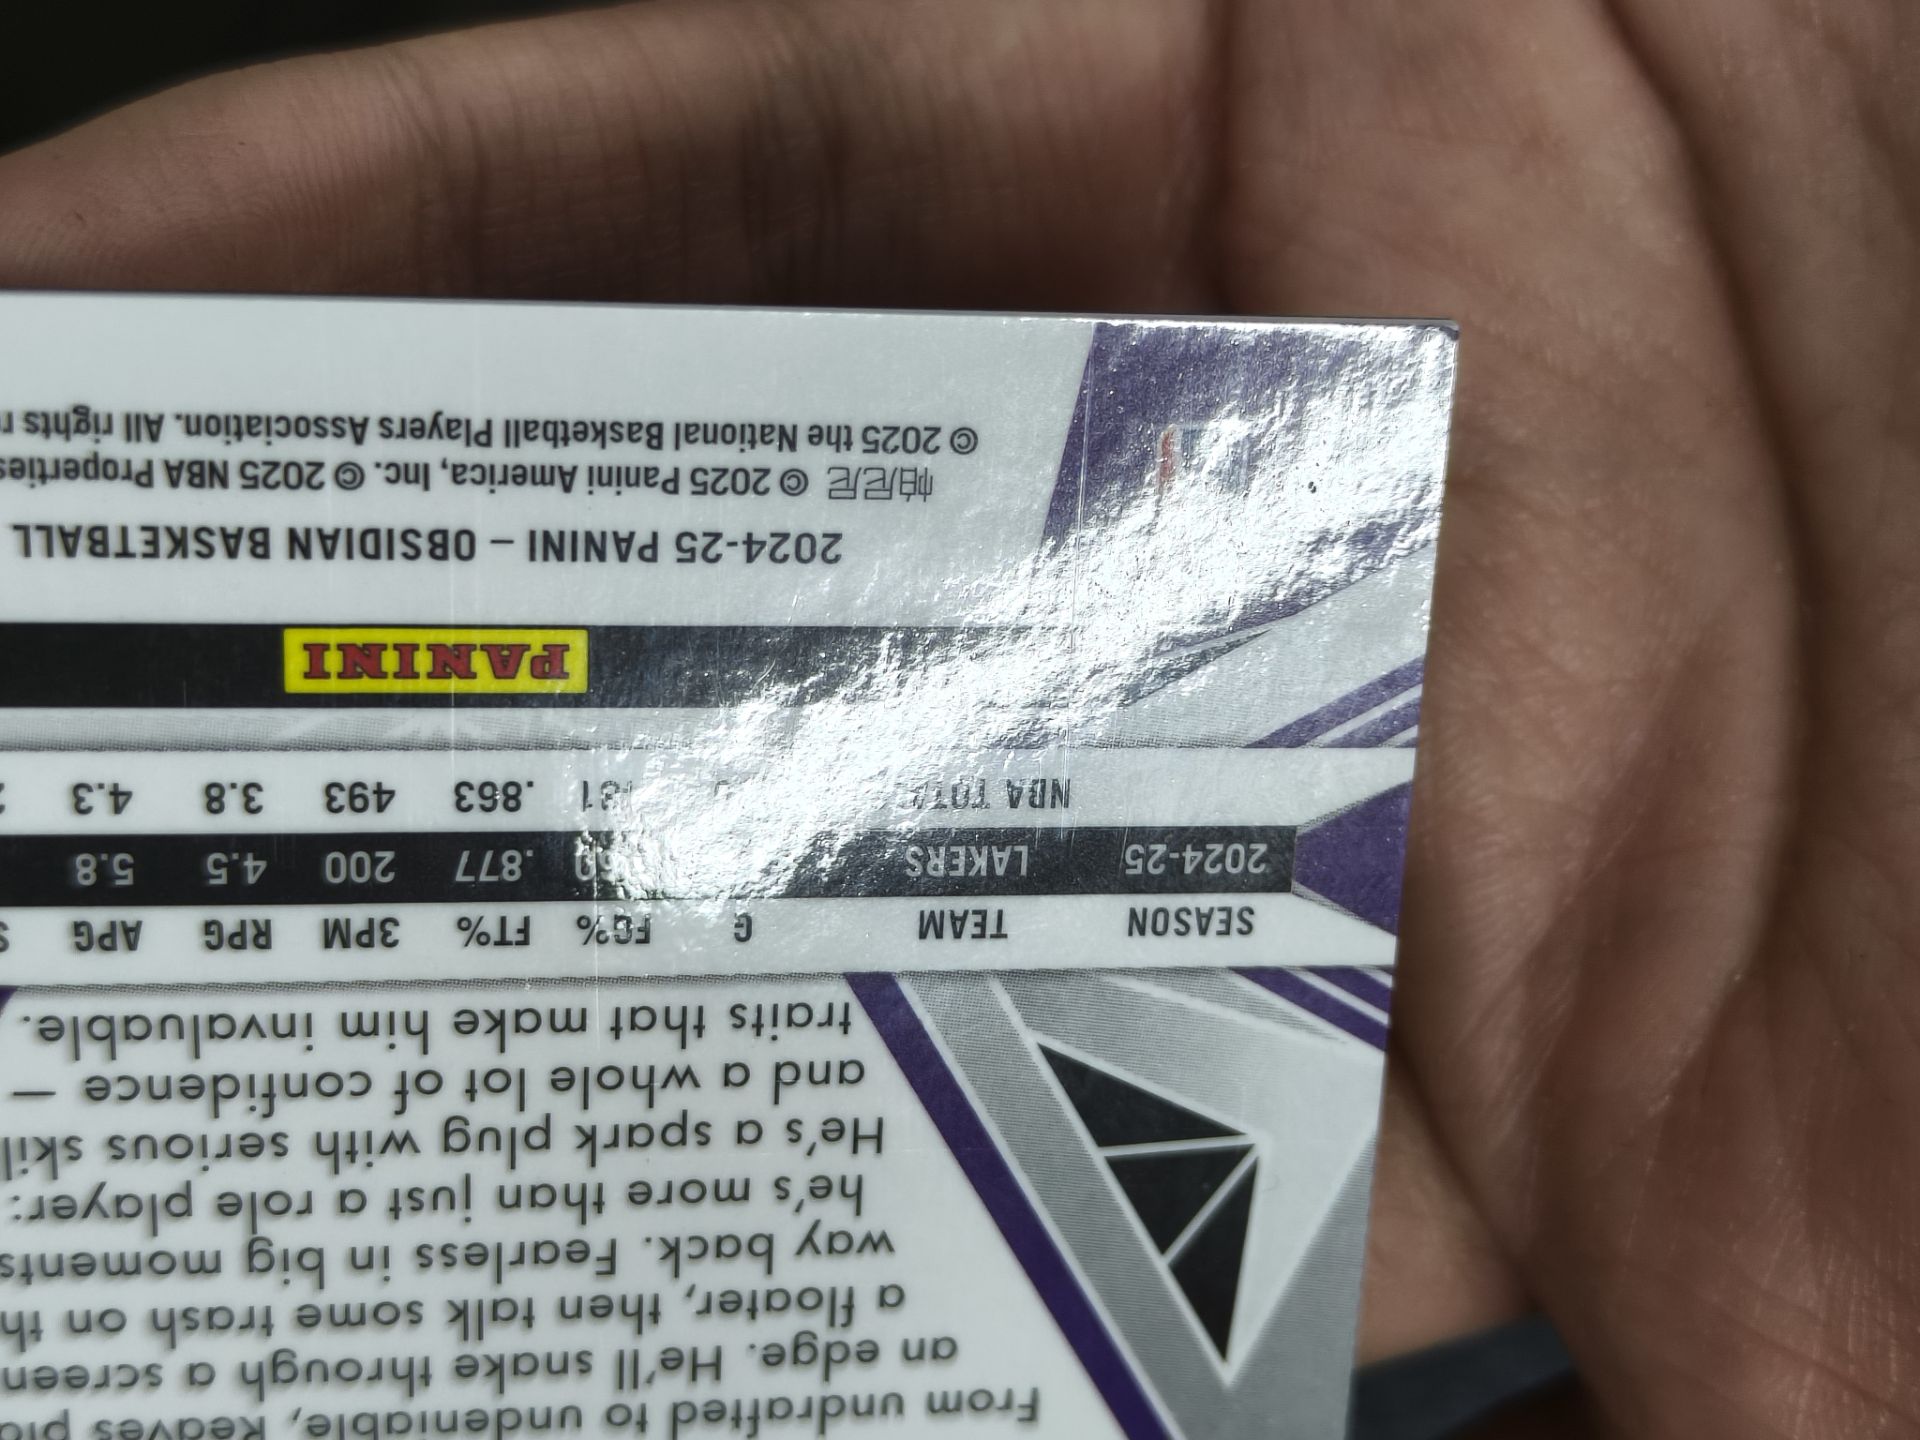 From undrafted to undeniable, Reaves
an edge. He'll snake through a screen
a floater, then talk some trash on
way back. Fearless in big moments
he's more than just a role player:
He's a spark plug with serious
and a whole lot of confidence —
traits that make him invaluable.
SEASON TEAM G FG% FT% 3PM RPG APG
2024-25 LAKERS .877 200 4.5 5.8
NBA .863 493 3.8 4.3
PANINI
2024-25 PANINI – OBSIDIAN BASKETBALL
帕尼尼 © 2025 Panini America, Inc. © 2025 NBA Properties
© 2025 the National Basketball Players Association. All rights